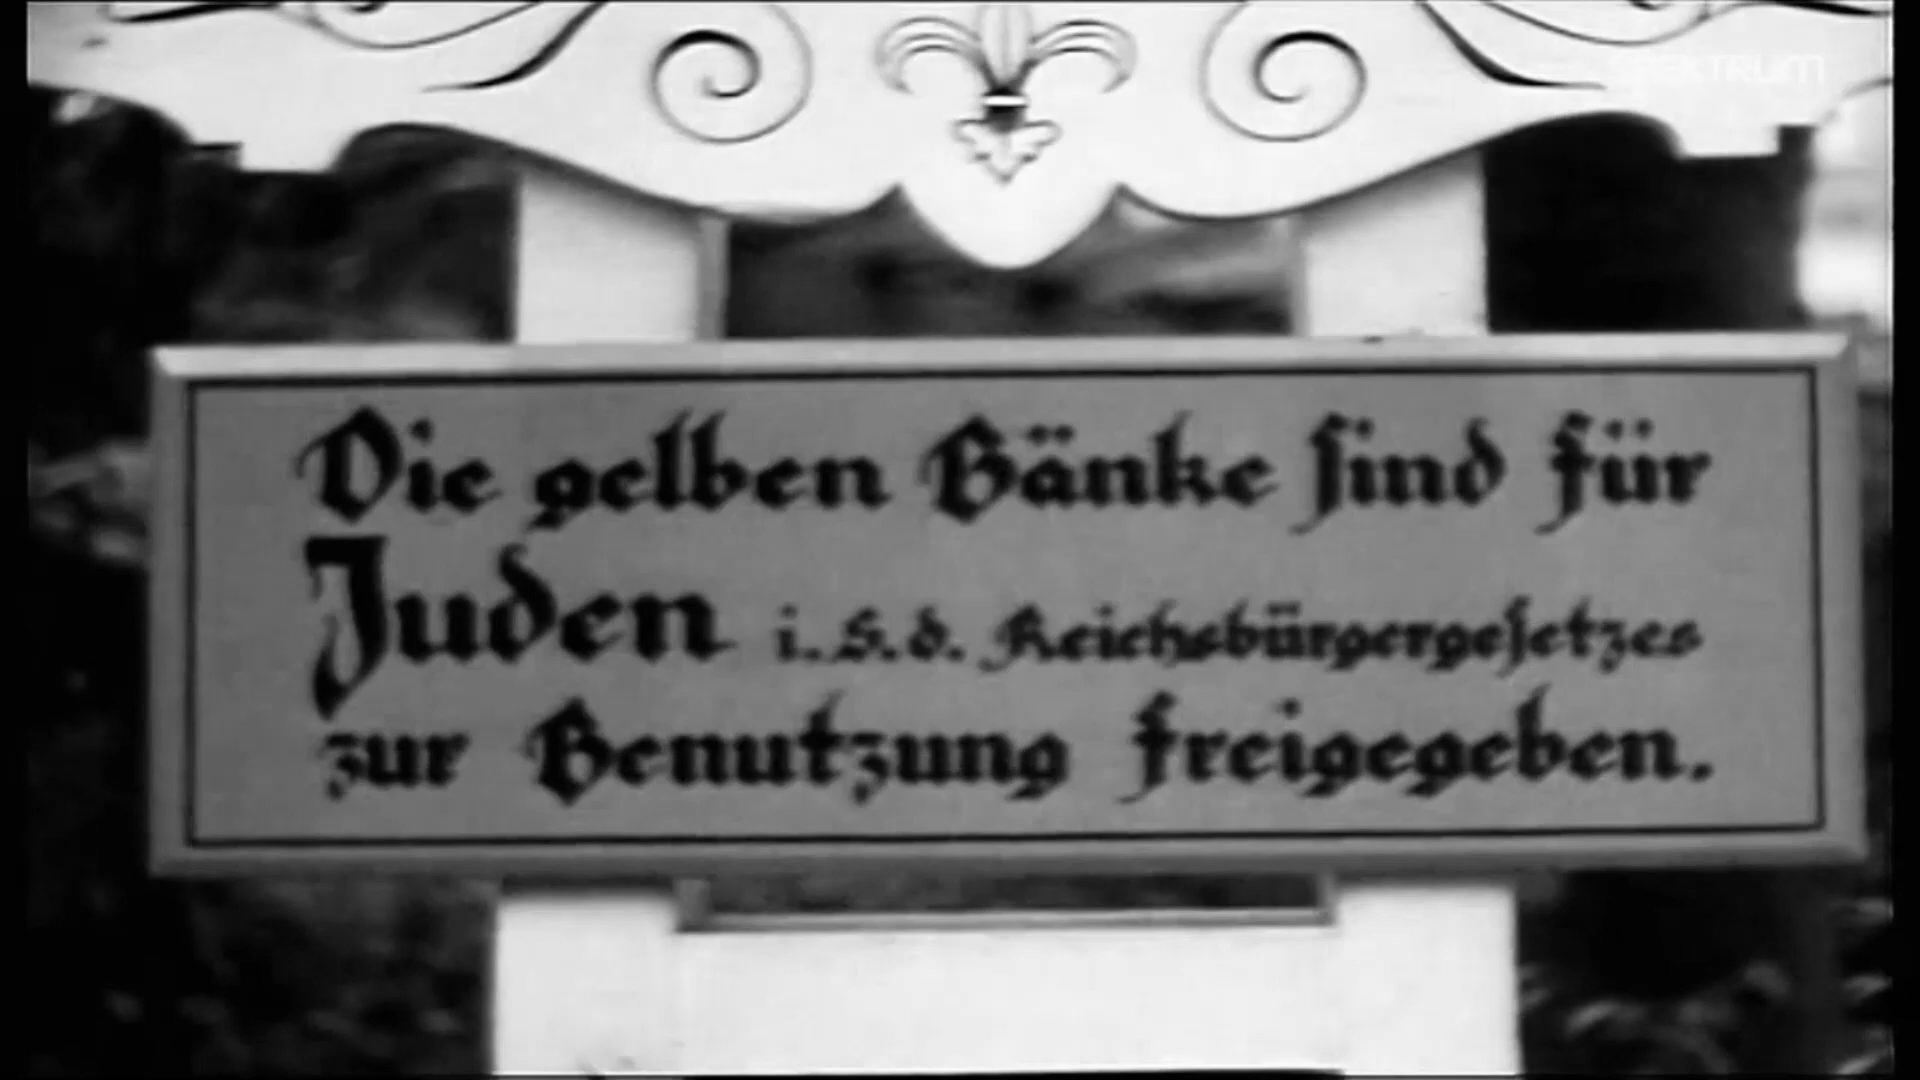 Die gelben Bänke sind für
Juden i. S. d. Reichsbürgergesetzes
zur Benutzung freigegeben.